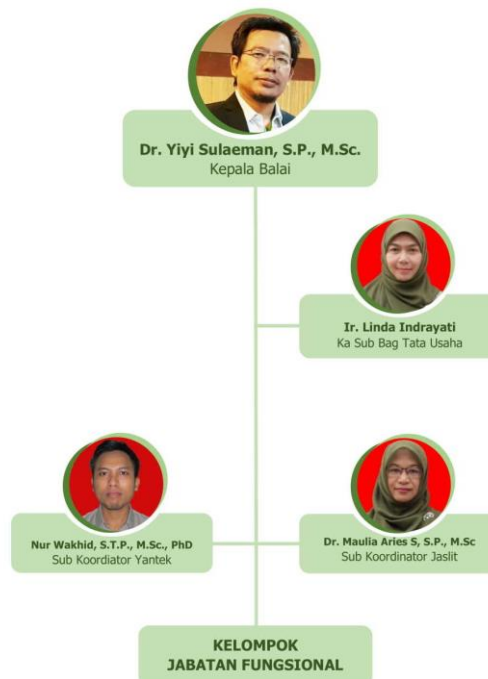 Dr. Yiyi Sulaeman, S.P., M.Sc.
Kepala Balai
Ir. Linda Indrayati
Ka Sub Bag Tata Usaha
Nur Wakhid, S.T.P., M.Sc., PhD
Sub Koordiator Yantek
Dr. Maulia Aries S, S.P., M.Sc
Sub Koordinator Jaslit
KELOMPOK
JABATAN FUNGSIONAL